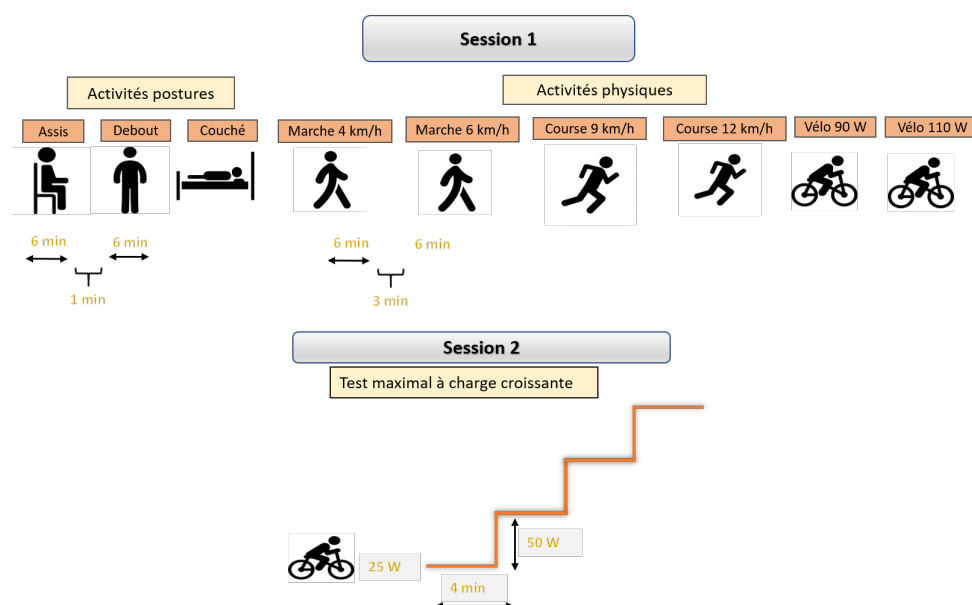 Session 1
Activités postures
Activités physiques
Assis
Debout
Couché
Marche 4 km/h
Marche 6 km/h
Course 9 km/h
Course 12 km/h
Vélo 90 W
Vélo 110 W
6 min
6 min
6 min
6 min
1 min
3 min
Session 2
Test maximal à charge croissante
50 W
25 W
4 min